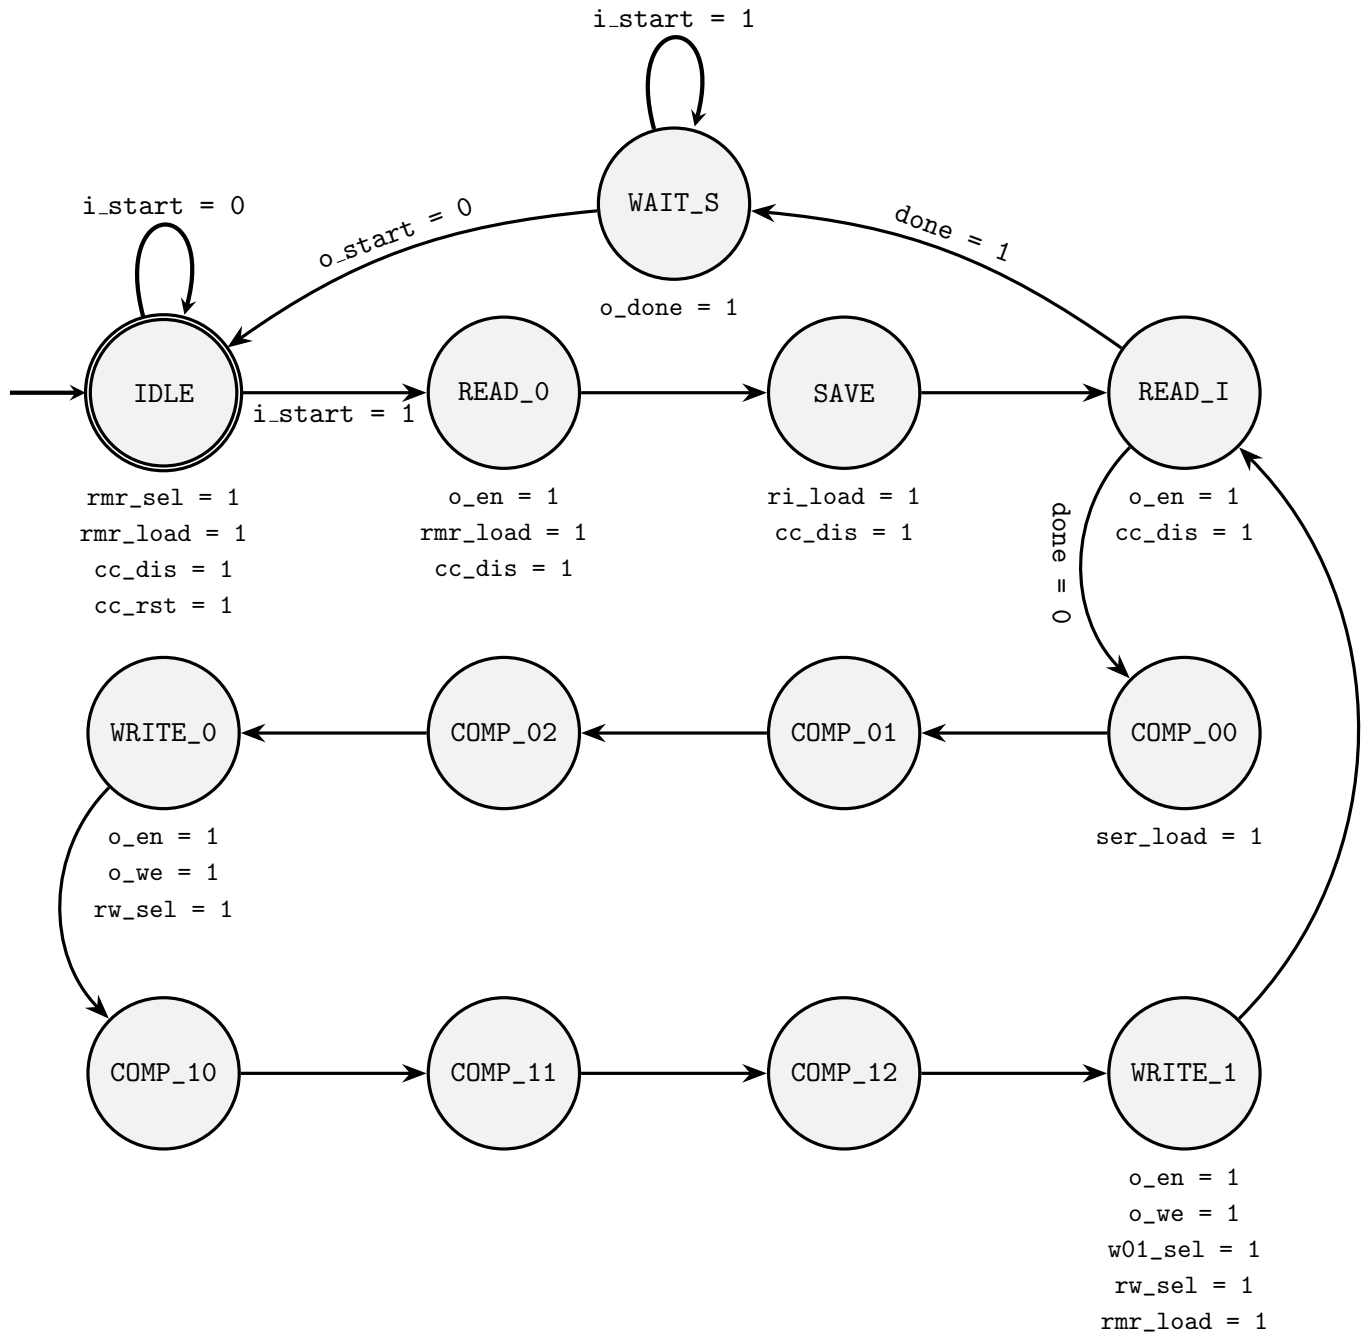 i_start = 1
WAIT_S
o_done = 1
i_start = 0
o_start = 0
done = 1
IDLE
rmr_sel = 1
rmr_load = 1
cc_dis = 1
cc_rst = 1
i_start = 1
READ_0
o_en = 1
rmr_load = 1
cc_dis = 1
SAVE
ri_load = 1
cc_dis = 1
READ_I
o_en = 1
cc_dis = 1
done = 0
WRITE_0
o_en = 1
o_we = 1
rw_sel = 1
COMP_02
COMP_01
COMP_00
ser_load = 1
COMP_10
COMP_11
COMP_12
WRITE_1
o_en = 1
o_we = 1
w01_sel = 1
rw_sel = 1
rmr_load = 1